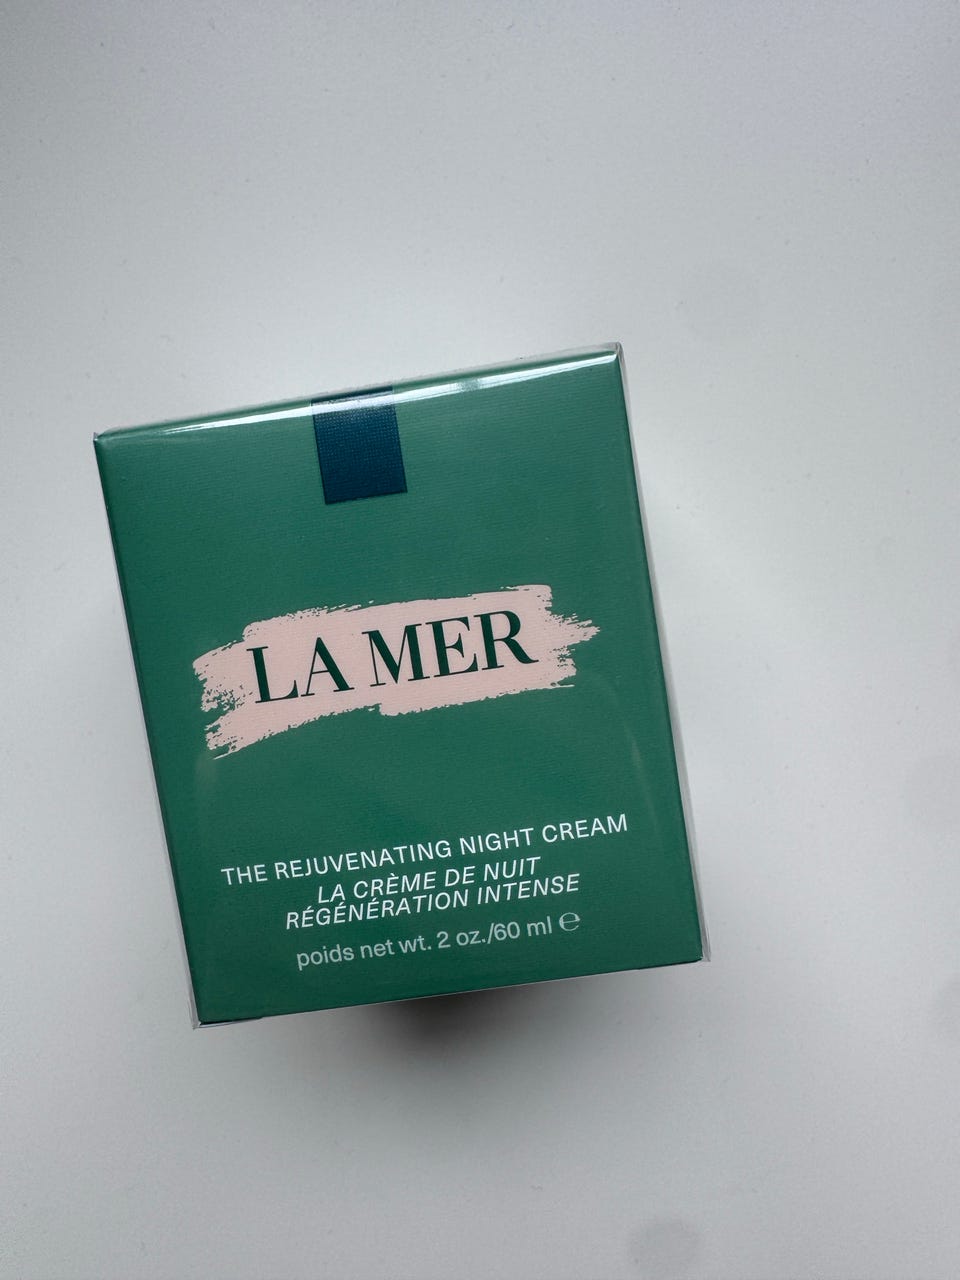 LA MER
THE REJUVENATING NIGHT CREAM
LA CRÈME DE NUIT
RÉGÉNÉRATION INTENSE
poids net wt. 2 oz./60 ml ℮